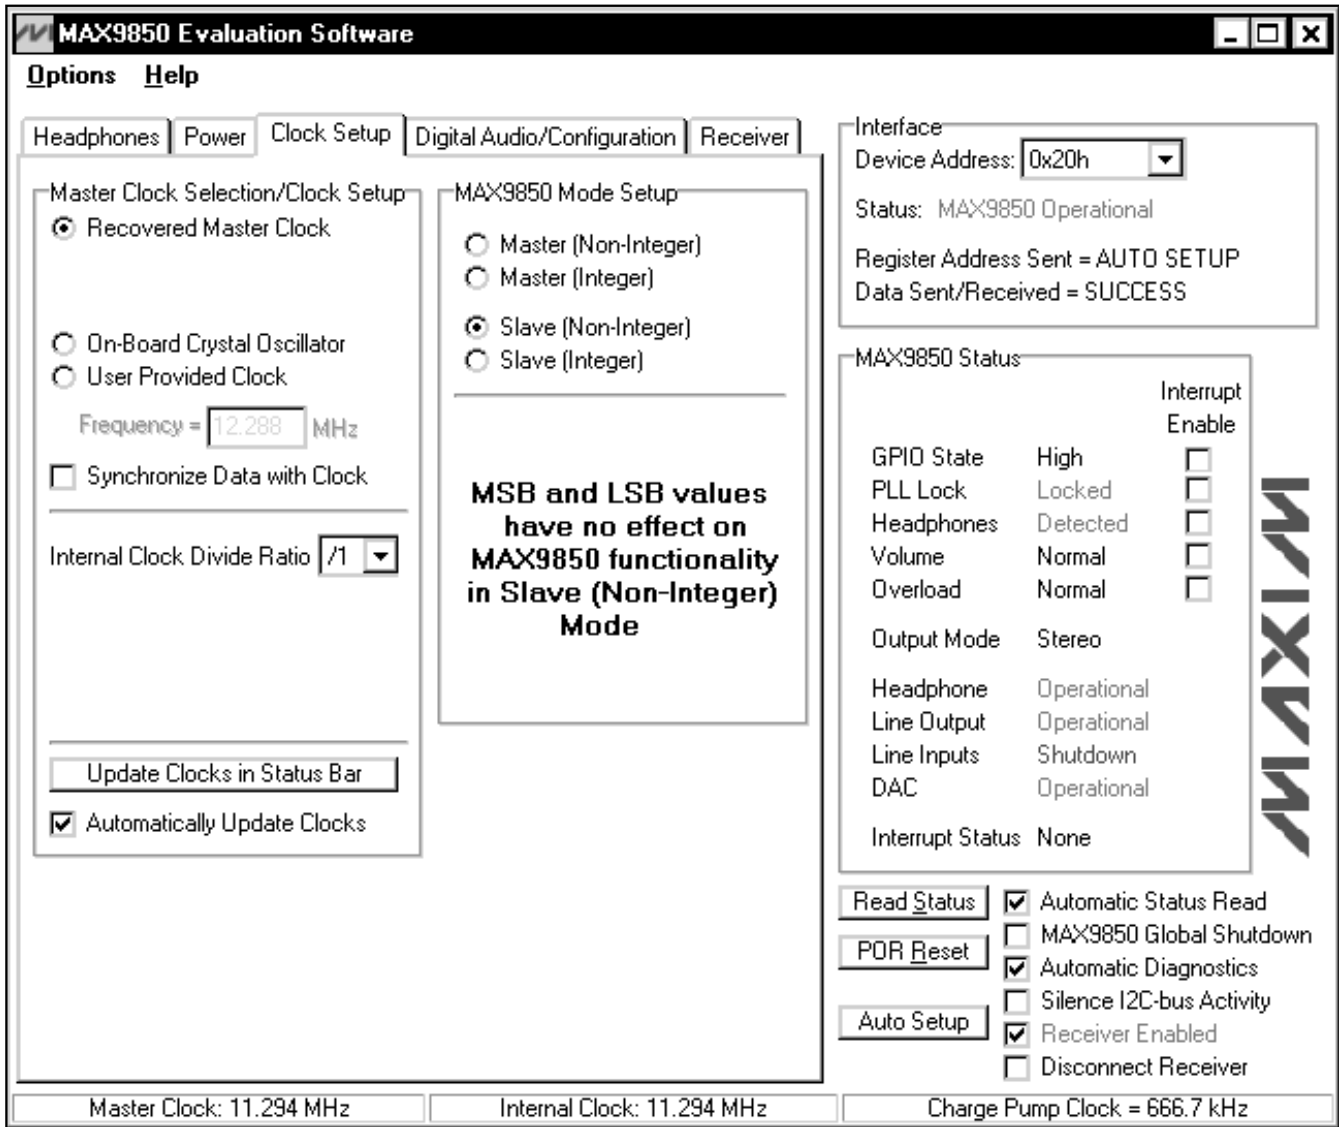 MAX9850 Evaluation Software
Options Help
Headphones Power Clock Setup Digital Audio/Configuration Receiver
Master Clock Selection/Clock Setup
Recovered Master Clock
On-Board Crystal Oscillator
User Provided Clock
Frequency = 12.288 MHz
Synchronize Data with Clock
Internal Clock Divide Ratio /1
Update Clocks in Status Bar
Automatically Update Clocks
MAX9850 Mode Setup
Master (Non-Integer)
Master (Integer)
Slave (Non-Integer)
Slave (Integer)
MSB and LSB values
have no effect on
MAX9850 functionality
in Slave (Non-Integer)
Mode
Interface
Device Address: 0x20h
Status: MAX9850 Operational
Register Address Sent = AUTO SETUP
Data Sent/Received = SUCCESS
MAX9850 Status
Interrupt
Enable
GPIO State High
PLL Lock Locked
Headphones Detected
Volume Normal
Overload Normal
Output Mode Stereo
Headphone Operational
Line Output Operational
Line Inputs Shutdown
DAC Operational
Interrupt Status None
MAXIM
Read Status Automatic Status Read
MAX9850 Global Shutdown
POR Reset
Automatic Diagnostics
Silence I2C-bus Activity
Auto Setup
Receiver Enabled
Disconnect Receiver
Master Clock: 11.294 MHz Internal Clock: 11.294 MHz Charge Pump Clock = 666.7 kHz